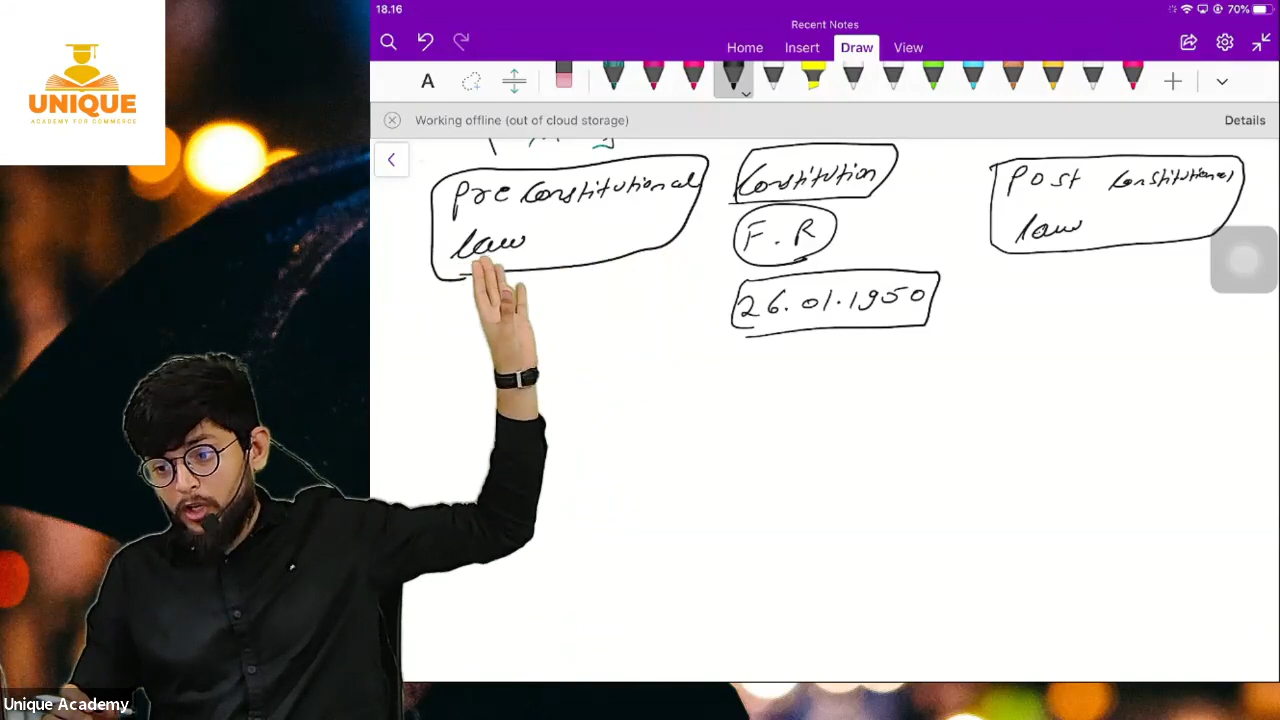 18.16
Recent Notes
70%
Home Insert Draw View
A
Working offline (out of cloud storage)
Details
UNIQUE
ACADEMY FOR COMMERCE
Pre Constitutional
law
Constitution
F.R
26.01.1950
Post Constitutional
law
Unique Academy